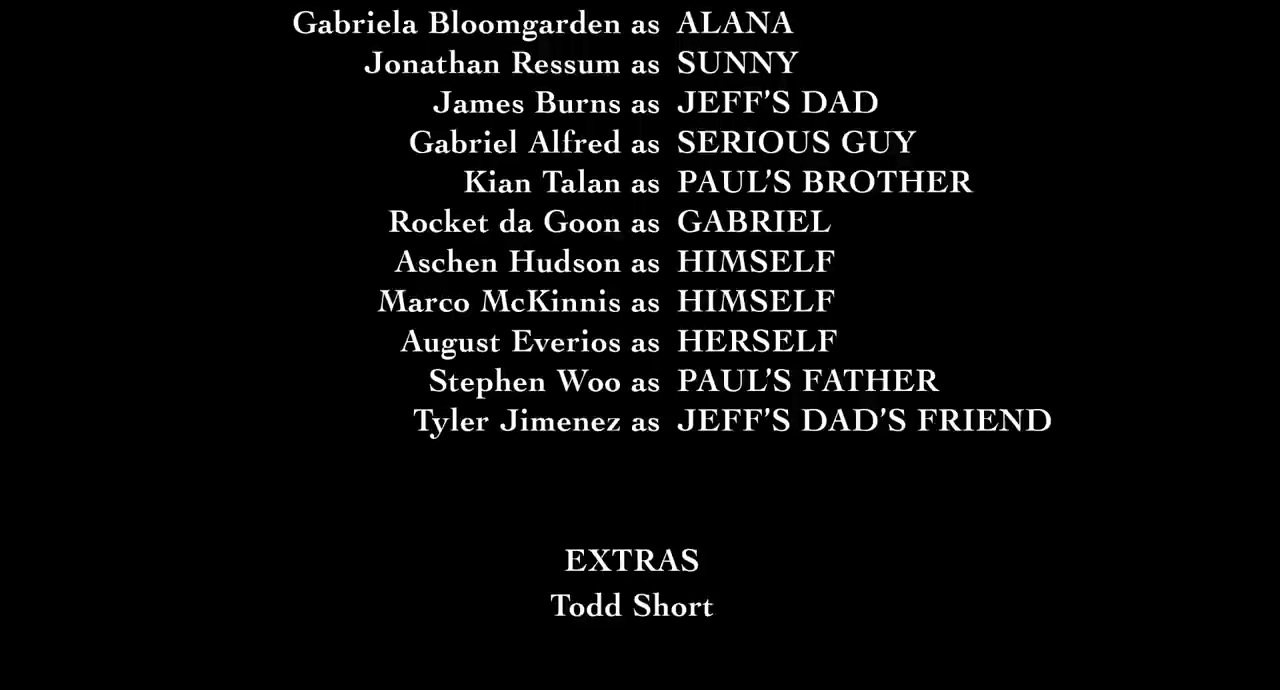 Gabriela Bloomgarden as ALANA
Jonathan Ressum as SUNNY
James Burns as JEFF'S DAD
Gabriel Alfred as SERIOUS GUY
Kian Talan as PAUL'S BROTHER
Rocket da Goon as GABRIEL
Aschen Hudson as HIMSELF
Marco McKinnis as HIMSELF
August Everios as HERSELF
Stephen Woo as PAUL'S FATHER
Tyler Jimenez as JEFF'S DAD'S FRIEND
EXTRAS
Todd Short